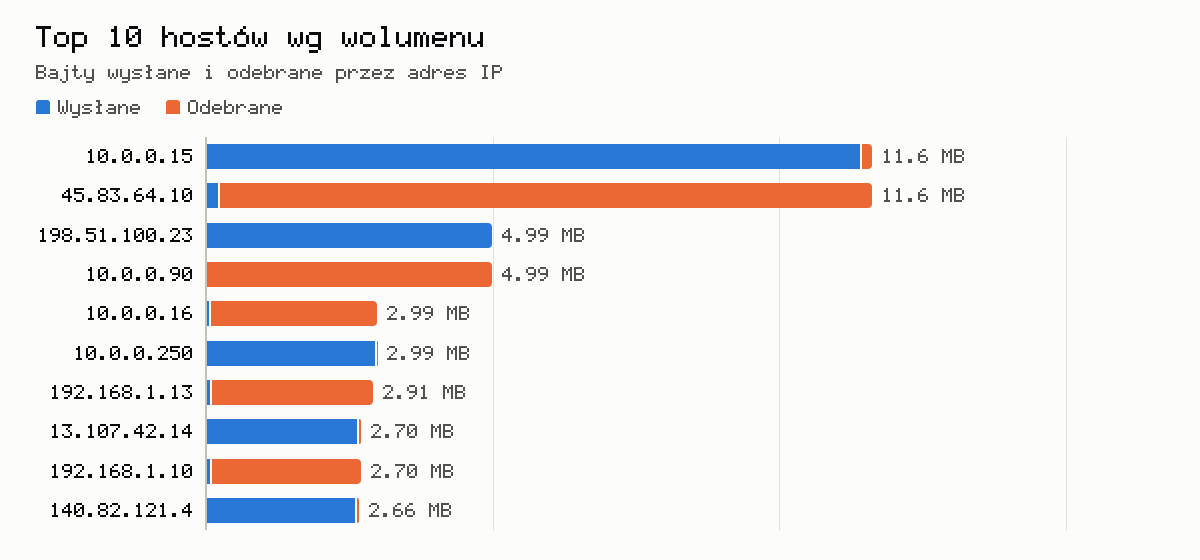 Top 10 hostów wg wolumenu
Bajty wysłane i odebrane przez adres IP
Wysłane Odebrane
10.0.0.15 11.6 MB
45.83.64.10 11.6 MB
198.51.100.23 4.99 MB
10.0.0.90 4.99 MB
10.0.0.16 2.99 MB
10.0.0.250 2.99 MB
192.168.1.13 2.91 MB
13.107.42.14 2.70 MB
192.168.1.10 2.70 MB
140.82.121.4 2.66 MB